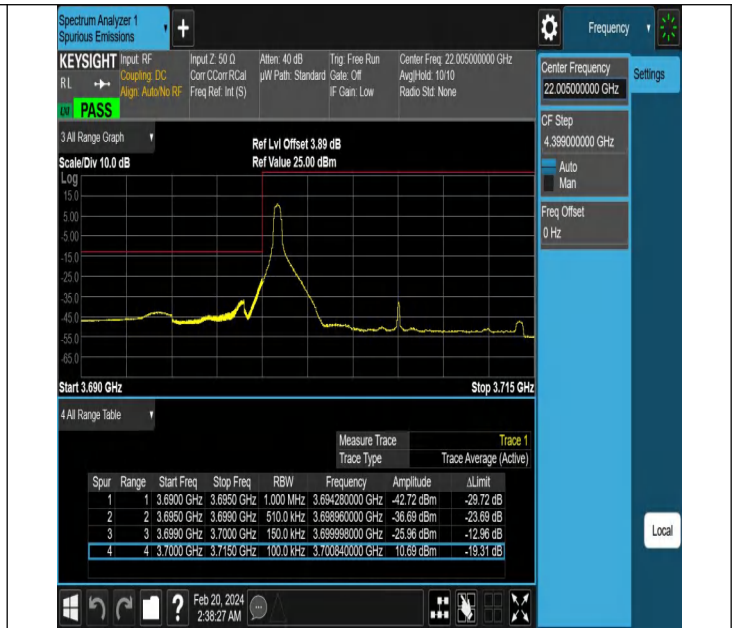 Spectrum Analyzer 1
Spurious Emissions
Frequency
KEYSIGHT Input: RF Input Z: 50 Ω Atten: 40 dB Trig: Free Run Center Freq: 22.005000000 GHz
RL Coupling: DC Corr CCorr RCal µW Path: Standard Gate: Off Avg|Hold: 10/10
Align: Auto/No RF Freq Ref: Int (S) IF Gain: Low Radio Std: None
PASS
Center Frequency
22.005000000 GHz
Settings
CF Step
4.399000000 GHz
Auto
Man
Freq Offset
0 Hz
3 All Range Graph
Ref Lvl Offset 3.89 dB
Scale/Div 10.0 dB Ref Value 25.00 dBm
Log
15.0
5.00
-5.00
-15.0
-25.0
-35.0
-45.0
-55.0
-65.0
Start 3.690 GHz Stop 3.715 GHz
4 All Range Table
Measure Trace Trace 1
Trace Type Trace Average (Active)
Spur Range Start Freq Stop Freq RBW Frequency Amplitude ΔLimit
1 1 3.6900 GHz 3.6950 GHz 1.000 MHz 3.694280000 GHz -42.72 dBm -29.72 dB
2 2 3.6950 GHz 3.6990 GHz 510.0 kHz 3.698960000 GHz -36.69 dBm -23.69 dB
3 3 3.6990 GHz 3.7000 GHz 150.0 kHz 3.699998000 GHz -25.96 dBm -12.96 dB
4 4 3.7000 GHz 3.7150 GHz 100.0 kHz 3.700840000 GHz 10.69 dBm -19.31 dB
Local
Feb 20, 2024
2:38:27 AM